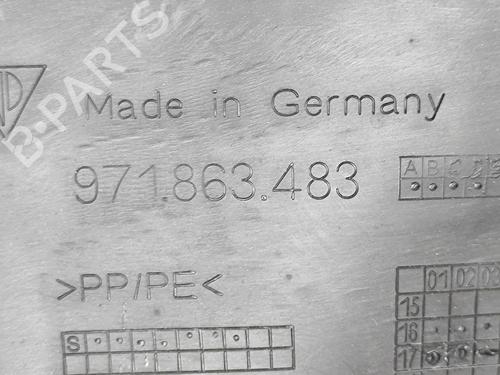 B-PARTS
Made in Germany
971.863.483
A B C
>PP/PE<
01 02 03
15
S
16
17